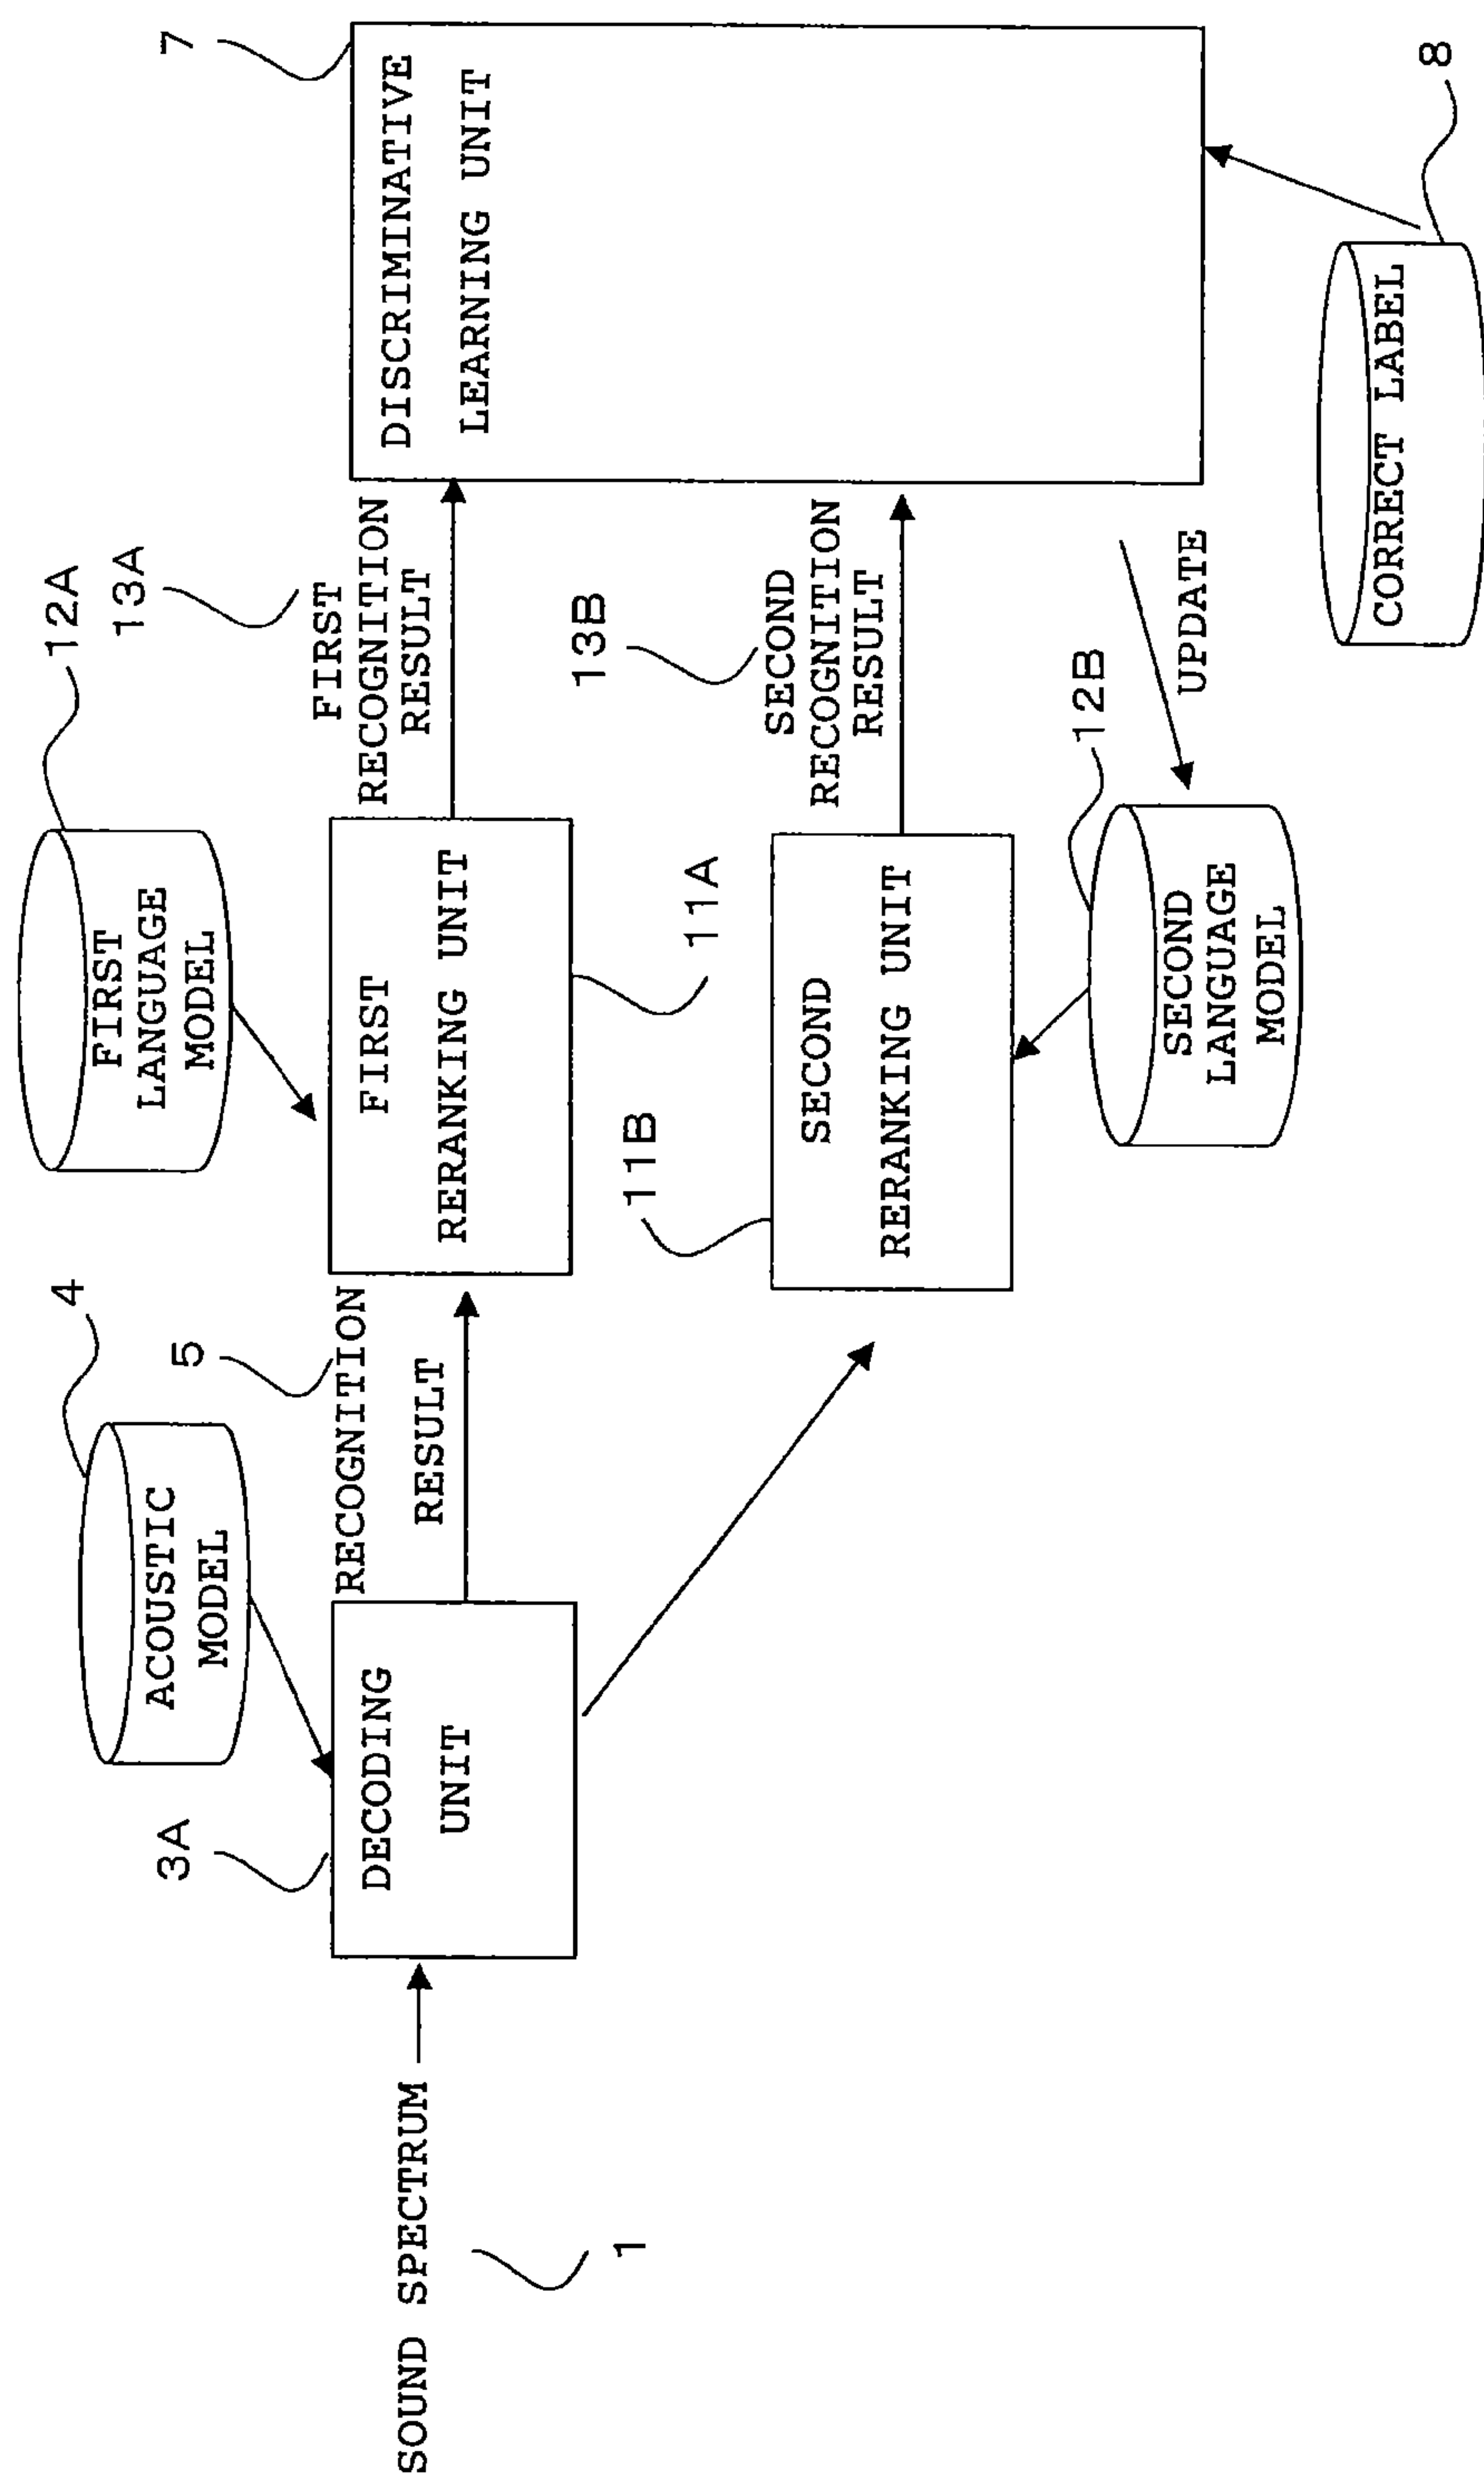 SOUND SPECTRUM
1
3A
DECODING
UNIT
4
ACOUSTIC
MODEL
5
RECOGNITION
RESULT
12A
FIRST
LANGUAGE
MODEL
FIRST
RERANKING UNIT
11A
11B
SECOND
RERANKING UNIT
12B
SECOND
LANGUAGE
MODEL
13A
FIRST
RECOGNITION
RESULT
13B
SECOND
RECOGNITION
RESULT
UPDATE
7
DISCRIMINATIVE
LEARNING UNIT
8
CORRECT LABEL